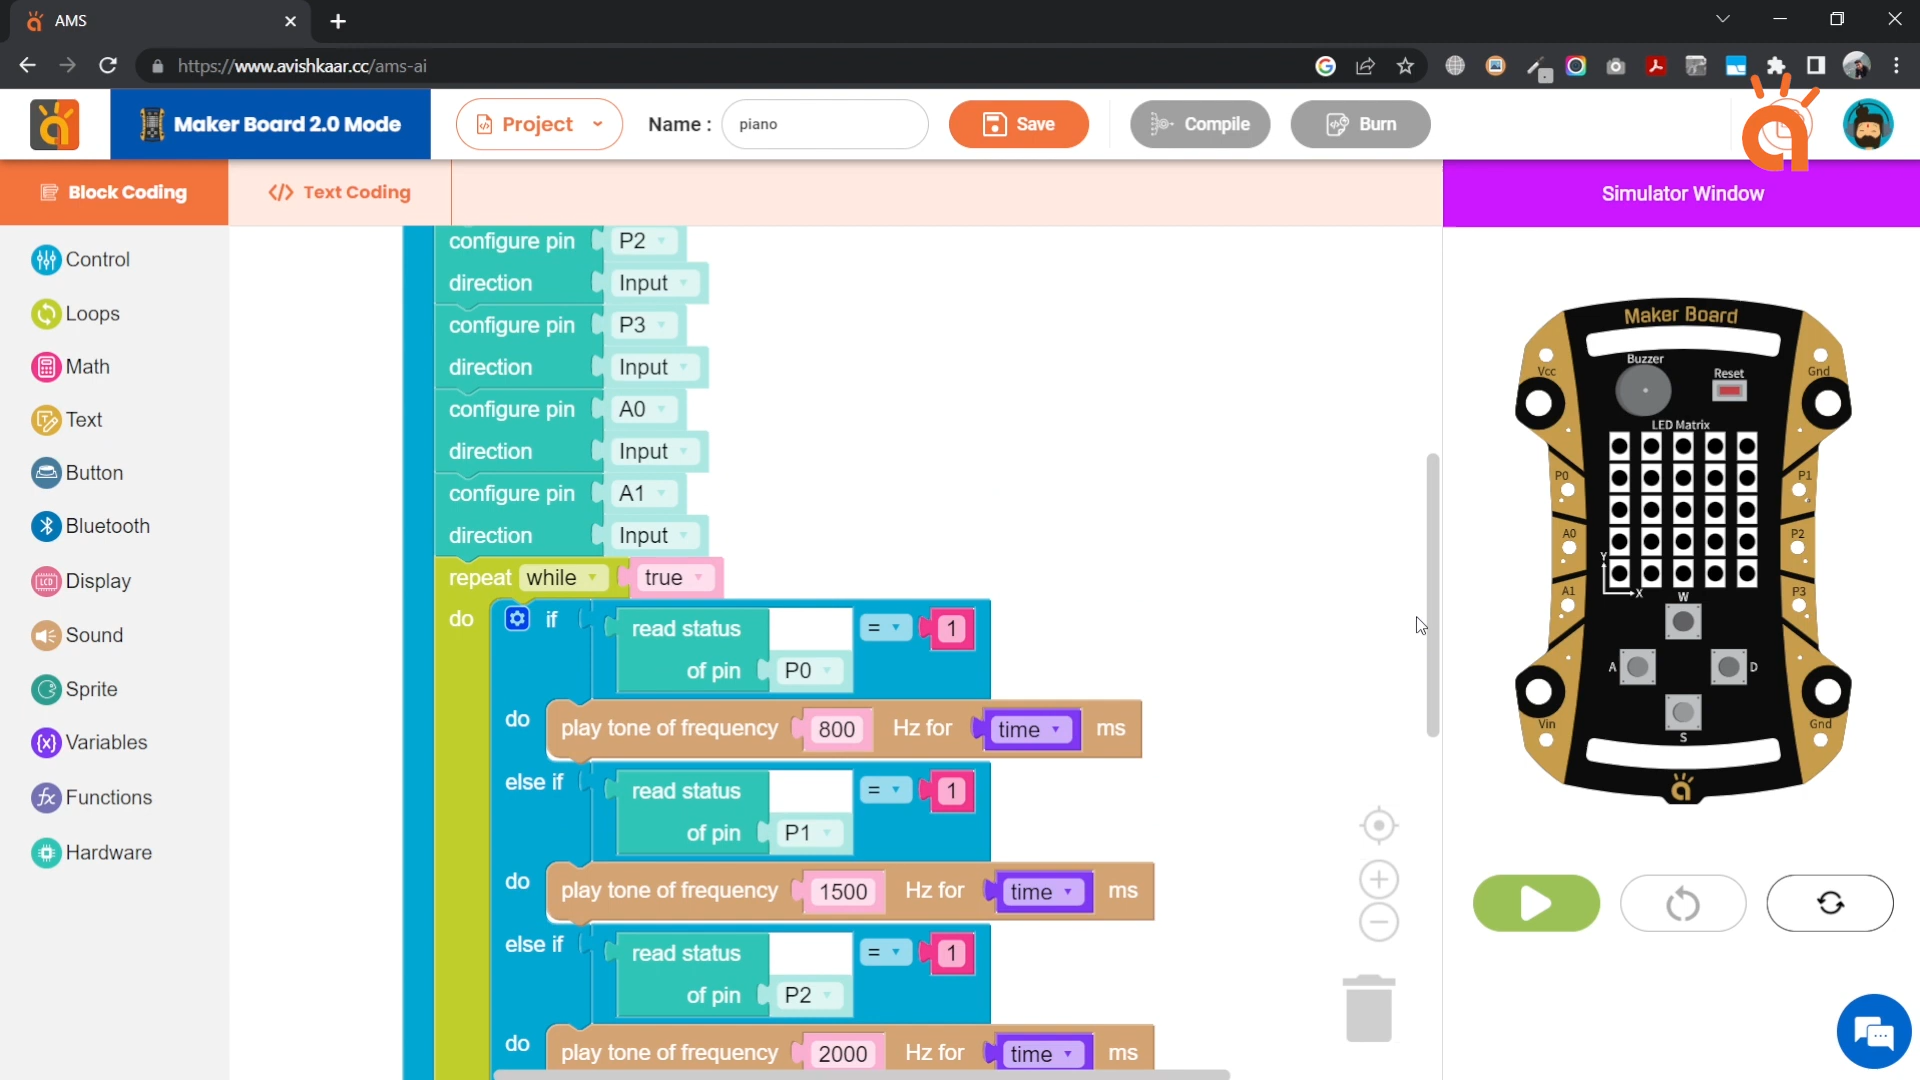 AMS
https://www.avishkaar.cc/ams-ai
Maker Board 2.0 Mode
Project
Name :
piano
Save
Compile
Burn
Block Coding
</> Text Coding
Simulator Window
Control
Loops
Math
Text
Button
Bluetooth
Display
Sound
Sprite
Variables
Functions
Hardware
configure pin P2
direction Input
configure pin P3
direction Input
configure pin A0
direction Input
configure pin A1
direction Input
repeat while true
do if read status = 1
of pin P0
do play tone of frequency 800 Hz for time ms
else if read status = 1
of pin P1
do play tone of frequency 1500 Hz for time ms
else if read status = 1
of pin P2
do play tone of frequency 2000 Hz for time ms
Maker Board
Buzzer
Vcc
Reset
Gnd
LED Matrix
P0
P1
A0
P2
Y
X
A1
P3
W
A
D
S
Vin
Gnd